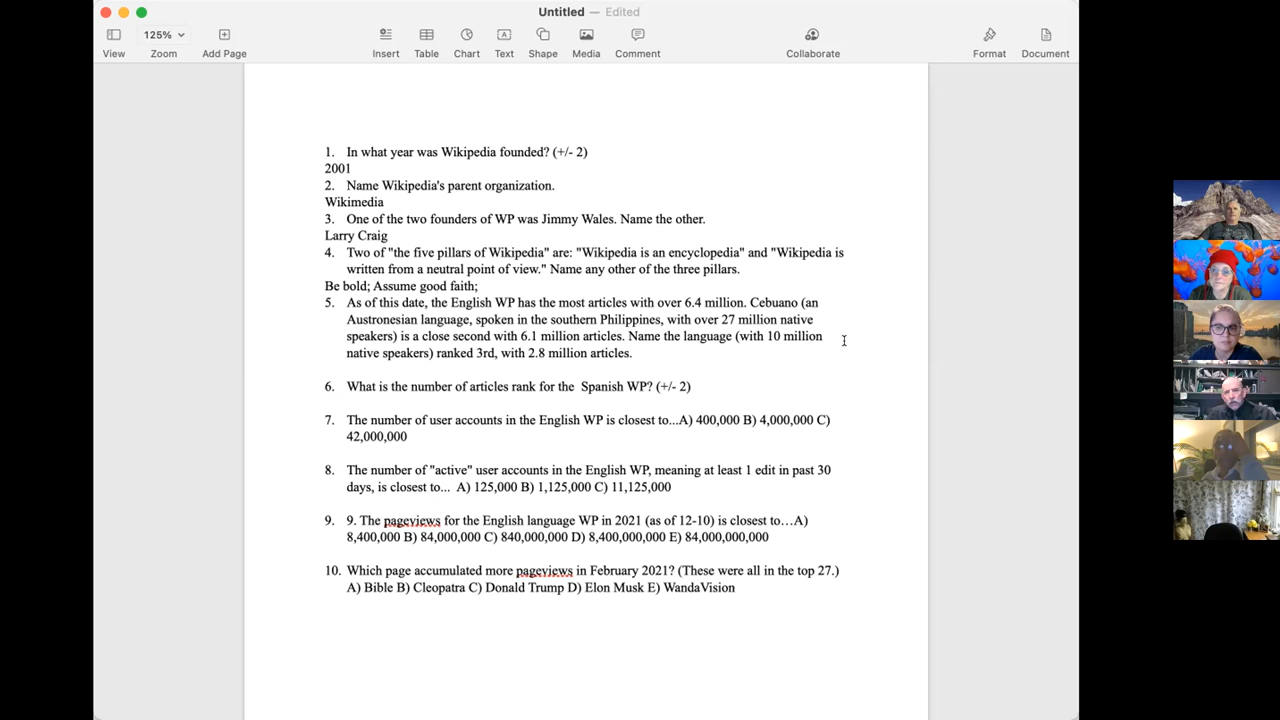 Untitled — Edited
125%
View
Zoom
Add Page
Insert
Table
Chart
Text
Shape
Media
Comment
Collaborate
Format
Document
1. In what year was Wikipedia founded? (+/- 2)
2001
2. Name Wikipedia's parent organization.
Wikimedia
3. One of the two founders of WP was Jimmy Wales. Name the other.
Larry Craig
4. Two of "the five pillars of Wikipedia" are: "Wikipedia is an encyclopedia" and "Wikipedia is
written from a neutral point of view." Name any other of the three pillars.
Be bold; Assume good faith;
5. As of this date, the English WP has the most articles with over 6.4 million. Cebuano (an
Austronesian language, spoken in the southern Philippines, with over 27 million native
speakers) is a close second with 6.1 million articles. Name the language (with 10 million
native speakers) ranked 3rd, with 2.8 million articles.
6. What is the number of articles rank for the Spanish WP? (+/- 2)
7. The number of user accounts in the English WP is closest to...A) 400,000 B) 4,000,000 C)
42,000,000
8. The number of "active" user accounts in the English WP, meaning at least 1 edit in past 30
days, is closest to... A) 125,000 B) 1,125,000 C) 11,125,000
9. 9. The pageviews for the English language WP in 2021 (as of 12-10) is closest to…A)
8,400,000 B) 84,000,000 C) 840,000,000 D) 8,400,000,000 E) 84,000,000,000
10. Which page accumulated more pageviews in February 2021? (These were all in the top 27.)
A) Bible B) Cleopatra C) Donald Trump D) Elon Musk E) WandaVision